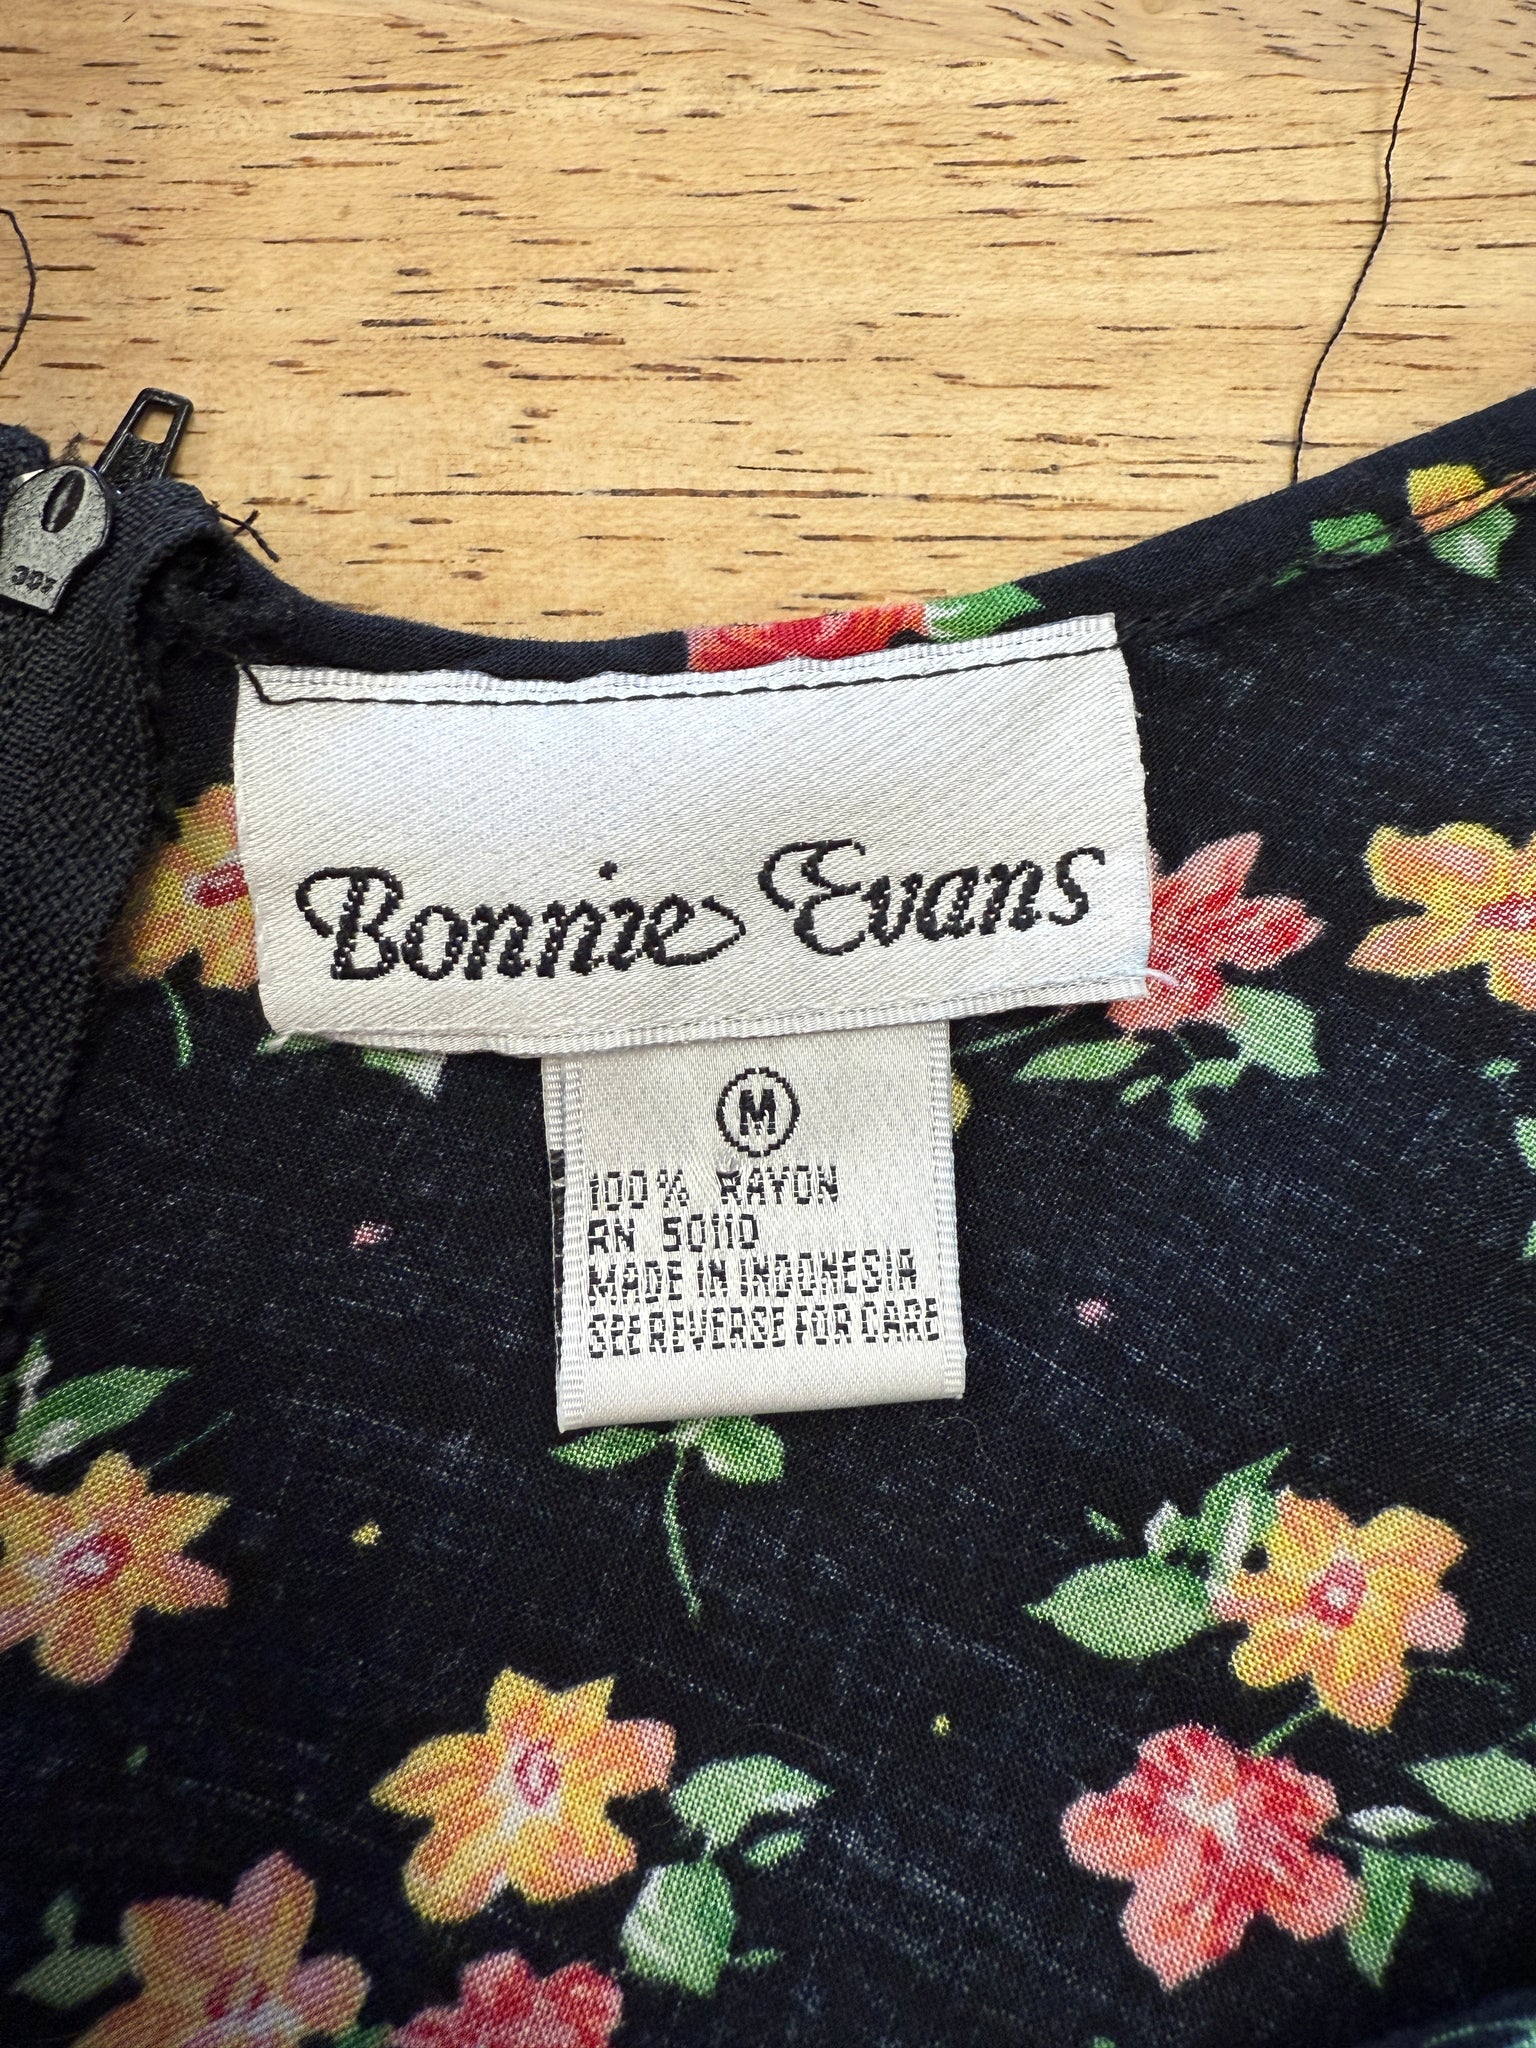 Bonnie Evans
M
100% RAYON
RN 50110
MADE IN INDONESIA
SEE REVERSE FOR CARE